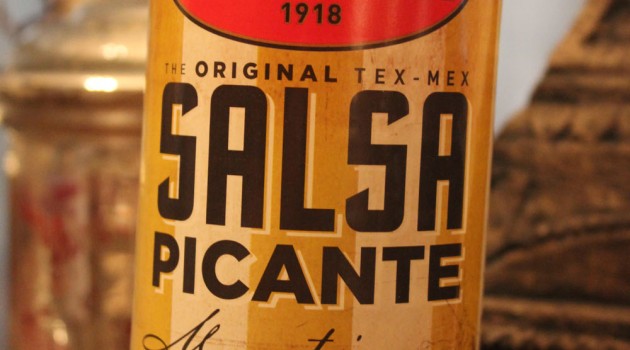 1918
THE ORIGINAL TEX-MEX
SALSA
PICANTE